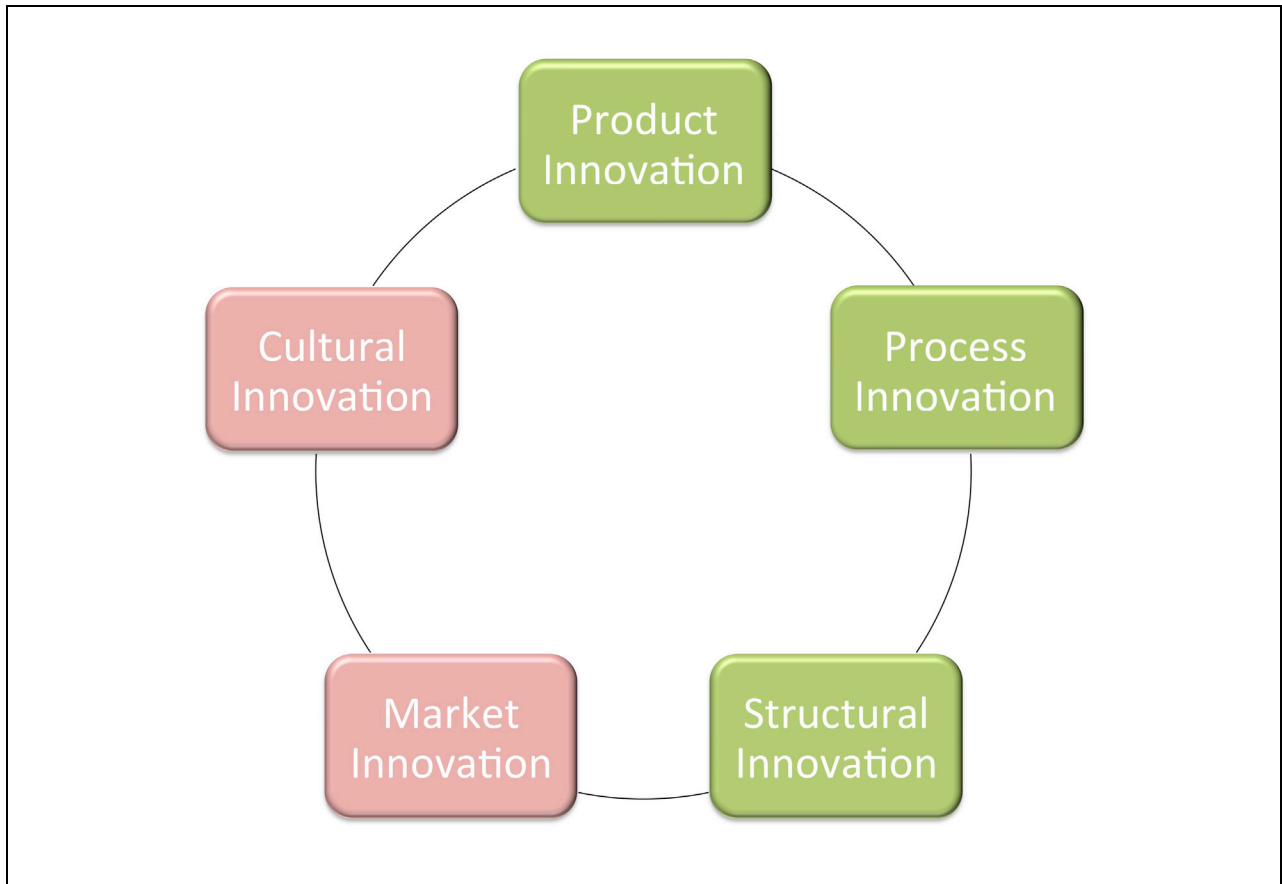 Product
Innovation
Process
Innovation
Structural
Innovation
Market
Innovation
Cultural
Innovation